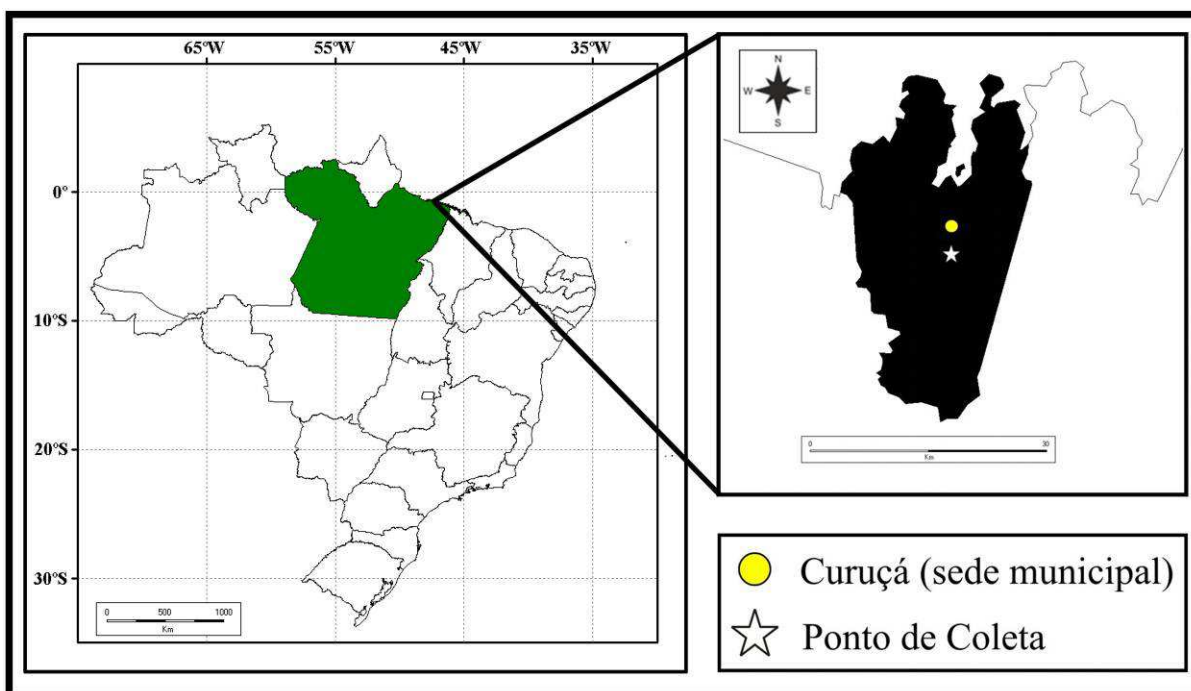 65°W 55°W 45°W 35°W
0°
10°S
20°S
30°S
0 500 1000
Km
N
W E
S
0 30
Km
Curuçá (sede municipal)
Ponto de Coleta